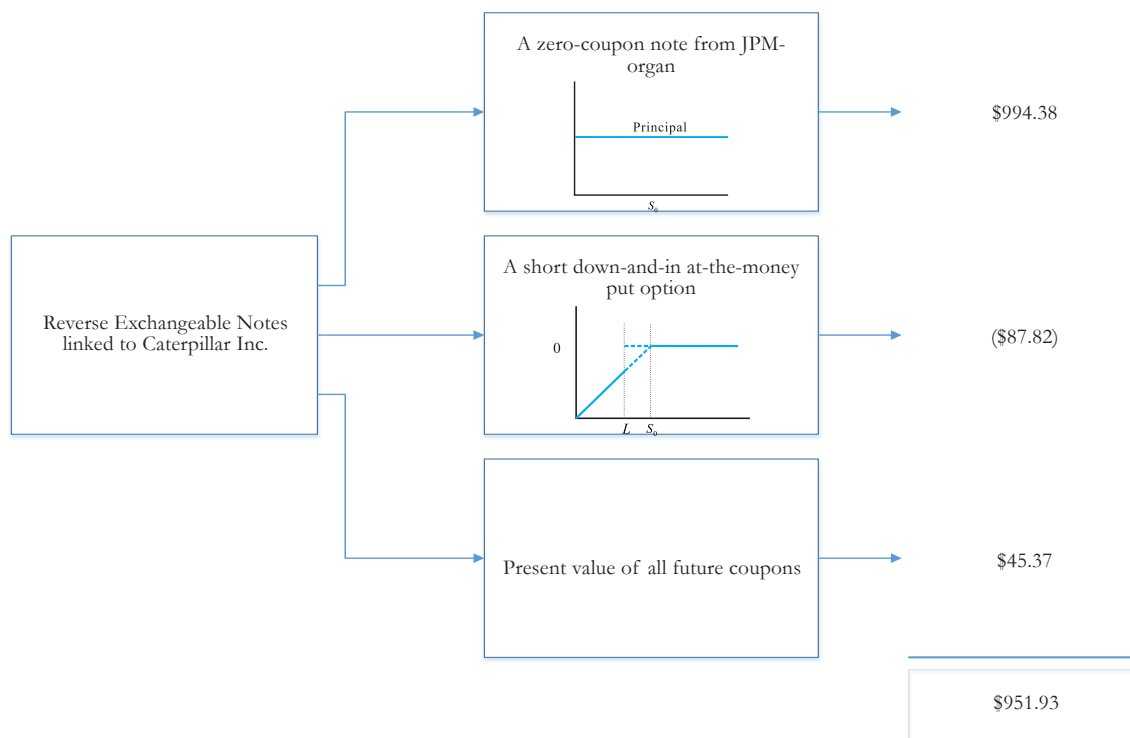 A zero-coupon note from JPM-
organ
Principal
S₀
$994.38
Reverse Exchangeable Notes
linked to Caterpillar Inc.
A short down-and-in at-the-money
put option
0
L S₀
($87.82)
Present value of all future coupons
$45.37
$951.93